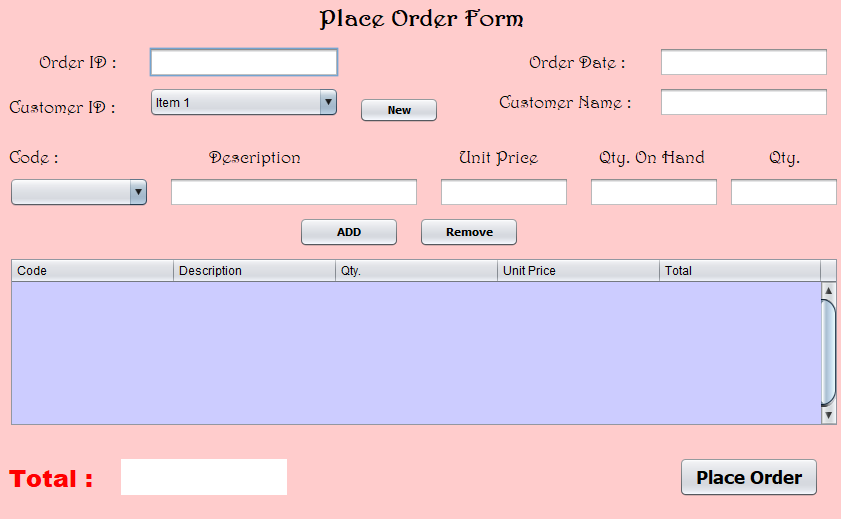 Place Order Form
Order ID : Order Date :
Customer ID : Item 1 New Customer Name :
Code : Description Unit Price Qty. On Hand Qty.
ADD Remove
Code Description Qty. Unit Price Total
Total : Place Order